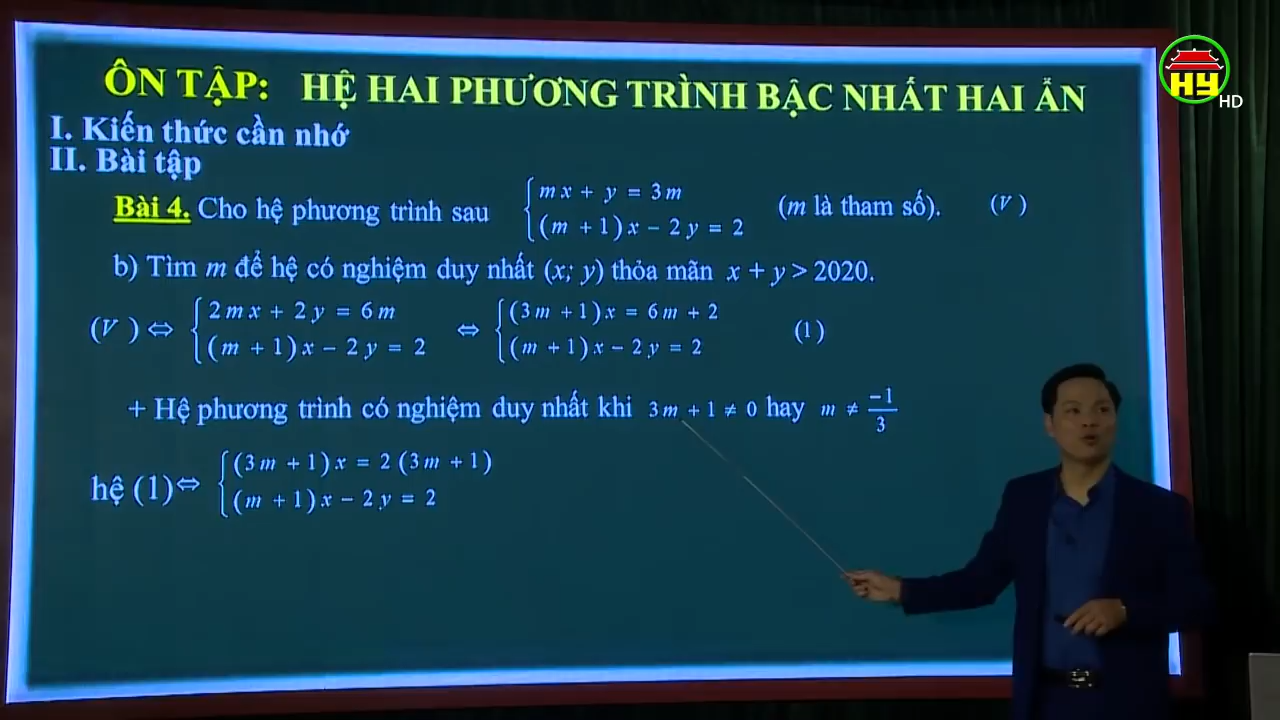 ÔN TẬP: HỆ HAI PHƯƠNG TRÌNH BẬC NHẤT HAI ẨN
HY
HD
I. Kiến thức cần nhớ
II. Bài tập
Bài 4. Cho hệ phương trình sau { mx + y = 3m (m là tham số). (V)
(m + 1)x − 2y = 2
b) Tìm m để hệ có nghiệm duy nhất (x; y) thỏa mãn x + y > 2020.
(V) ⇔ { 2mx + 2y = 6m ⇔ { (3m + 1)x = 6m + 2 (1)
(m + 1)x − 2y = 2 (m + 1)x − 2y = 2
+ Hệ phương trình có nghiệm duy nhất khi 3m + 1 ≠ 0 hay m ≠ −1/3
hệ (1) ⇔ { (3m + 1)x = 2(3m + 1)
(m + 1)x − 2y = 2